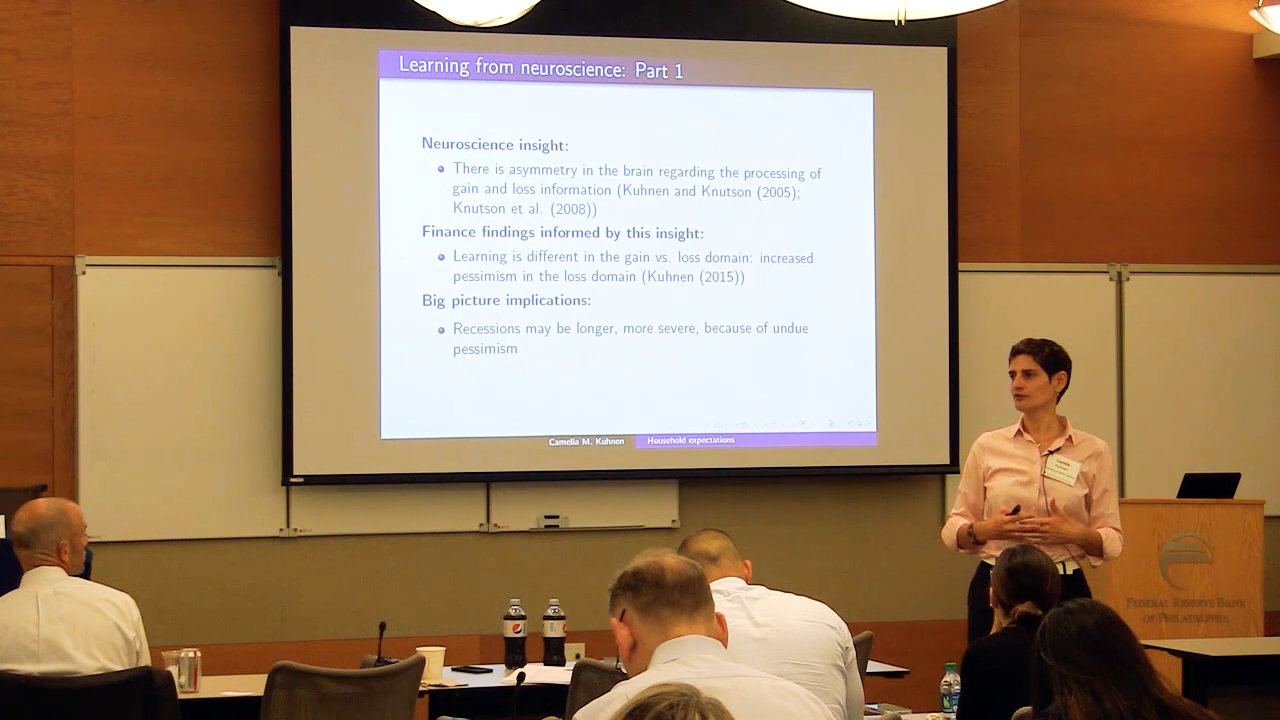 Learning from neuroscience: Part 1
Neuroscience insight:
There is asymmetry in the brain regarding the processing of
gain and loss information (Kuhnen and Knutson (2005);
Knutson et al. (2008))
Finance findings informed by this insight:
Learning is different in the gain vs. loss domain: increased
pessimism in the loss domain (Kuhnen (2015))
Big picture implications:
Recessions may be longer, more severe, because of undue
pessimism
Camelia M. Kuhnen
Household expectations
Federal Reserve Bank
of Philadelphia